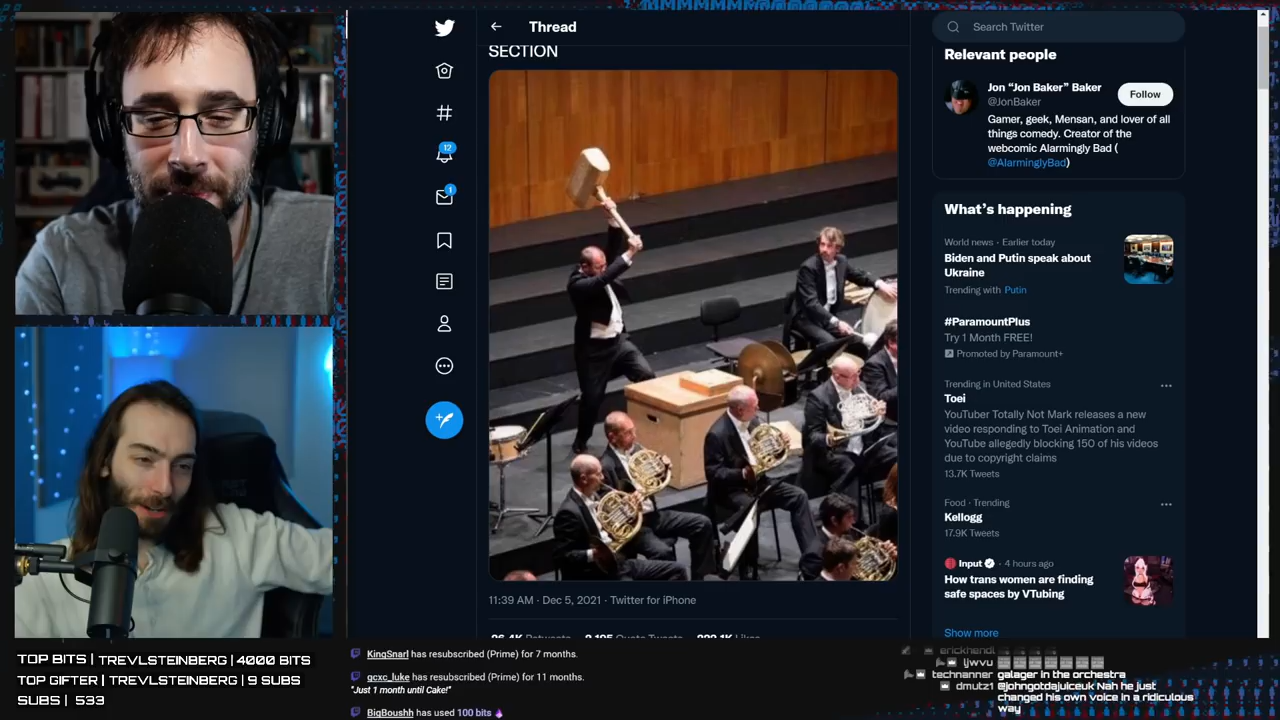 Thread
SECTION
12
1
11:39 AM · Dec 5, 2021 · Twitter for iPhone
Search Twitter
Relevant people
Jon “Jon Baker” Baker
@JonBaker
Follow
Gamer, geek, Mensan, and lover of all
things comedy. Creator of the
webcomic Alarmingly Bad (
@AlarminglyBad)
What's happening
World news · Earlier today
Biden and Putin speak about
Ukraine
Trending with Putin
#ParamountPlus
Try 1 Month FREE!
Promoted by Paramount+
Trending in United States
Toei
YouTuber Totally Not Mark releases a new
video responding to Toei Animation and
YouTube allegedly blocking 150 of his videos
due to copyright claims
13.7K Tweets
Food · Trending
Kellogg
17.9K Tweets
Input · 4 hours ago
How trans women are finding
safe spaces by VTubing
Show more
TOP BITS | TREVLSTEINBERG | 4000 BITS
TOP GIFTER | TREVLSTEINBERG | 9 SUBS
SUBS | 533
KingSnarl has resubscribed (Prime) for 7 months.
gcxc_luke has resubscribed (Prime) for 11 months.
"Just 1 month until Cake!"
BigBoushh has used 100 bits
erickhendl
ljwvu
technanner galager in the orchestra
dmutz1 @johngotdajuiceuk Nah he just
changed his own voice in a ridiculous
way